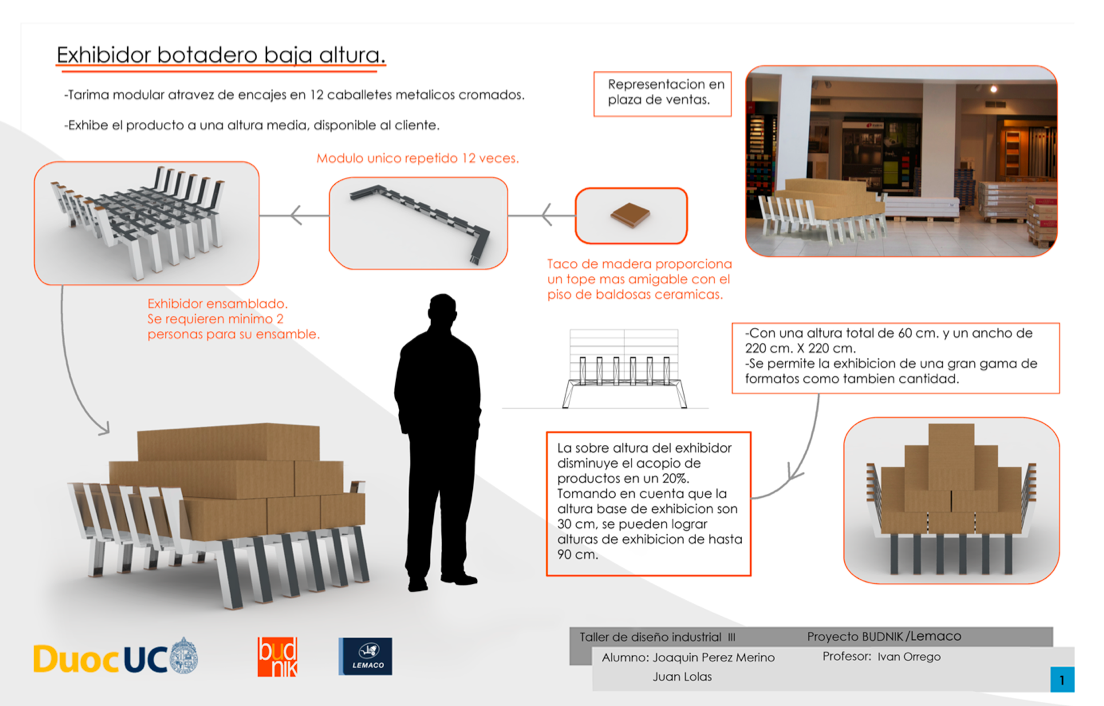 Exhibidor botadero baja altura.
-Tarima modular atravez de encajes en 12 caballetes metalicos cromados.
-Exhibe el producto a una altura media, disponible al cliente.
Representacion en
plaza de ventas.
Modulo unico repetido 12 veces.
Taco de madera proporciona
un tope mas amigable con el
piso de baldosas ceramicas.
Exhibidor ensamblado.
Se requieren minimo 2
personas para su ensamble.
-Con una altura total de 60 cm. y un ancho de
220 cm. X 220 cm.
-Se permite la exhibicion de una gran gama de
formatos como tambien cantidad.
La sobre altura del exhibidor
disminuye el acopio de
productos en un 20%.
Tomando en cuenta que la
altura base de exhibicion son
30 cm, se pueden lograr
alturas de exhibicion de hasta
90 cm.
DuocUC
bud
nik
LEMACO
Taller de diseño industrial III
Proyecto BUDNIK/Lemaco
Alumno: Joaquin Perez Merino
Profesor: Ivan Orrego
Juan Lolas
1